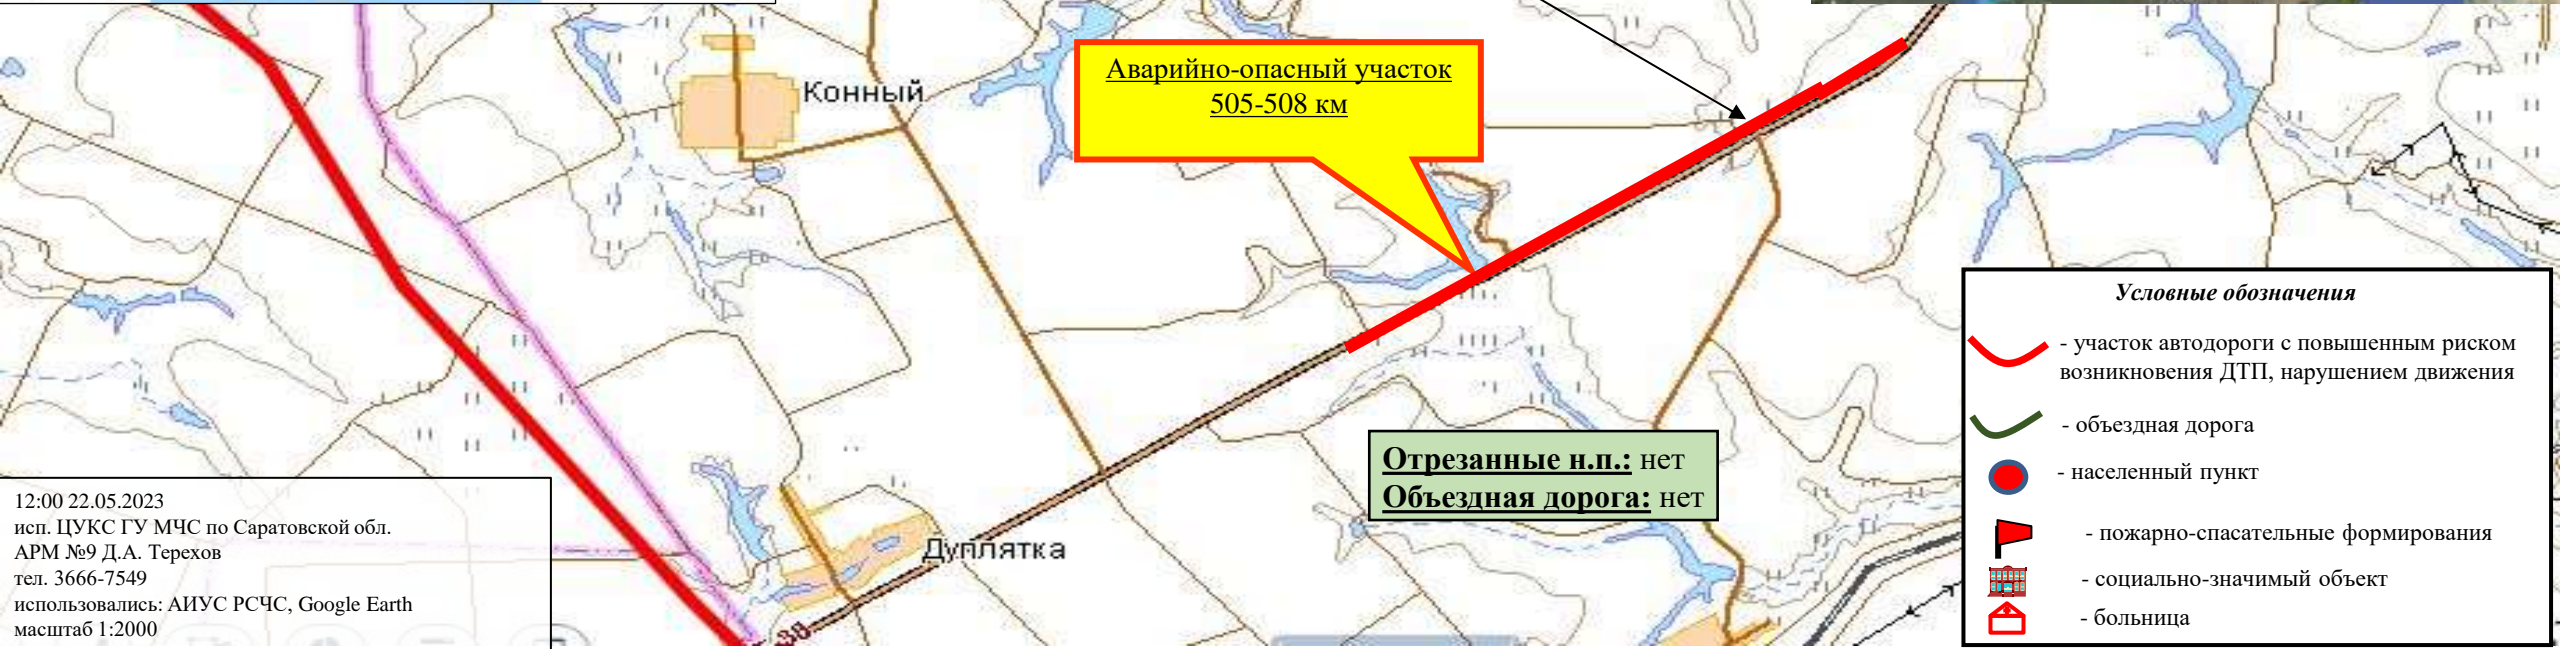 Конный
Аварийно-опасный участок
505-508 км
Условные обозначения
- участок автодороги с повышенным риском
возникновения ДТП, нарушением движения
- объездная дорога
- населенный пункт
- пожарно-спасательные формирования
- социально-значимый объект
- больница
Отрезанные н.п.: нет
Объездная дорога: нет
Дуплятка
12:00 22.05.2023
исп. ЦУКС ГУ МЧС по Саратовской обл.
АРМ №9 Д.А. Терехов
тел. 3666-7549
использовались: АИУС РСЧС, Google Earth
масштаб 1:2000